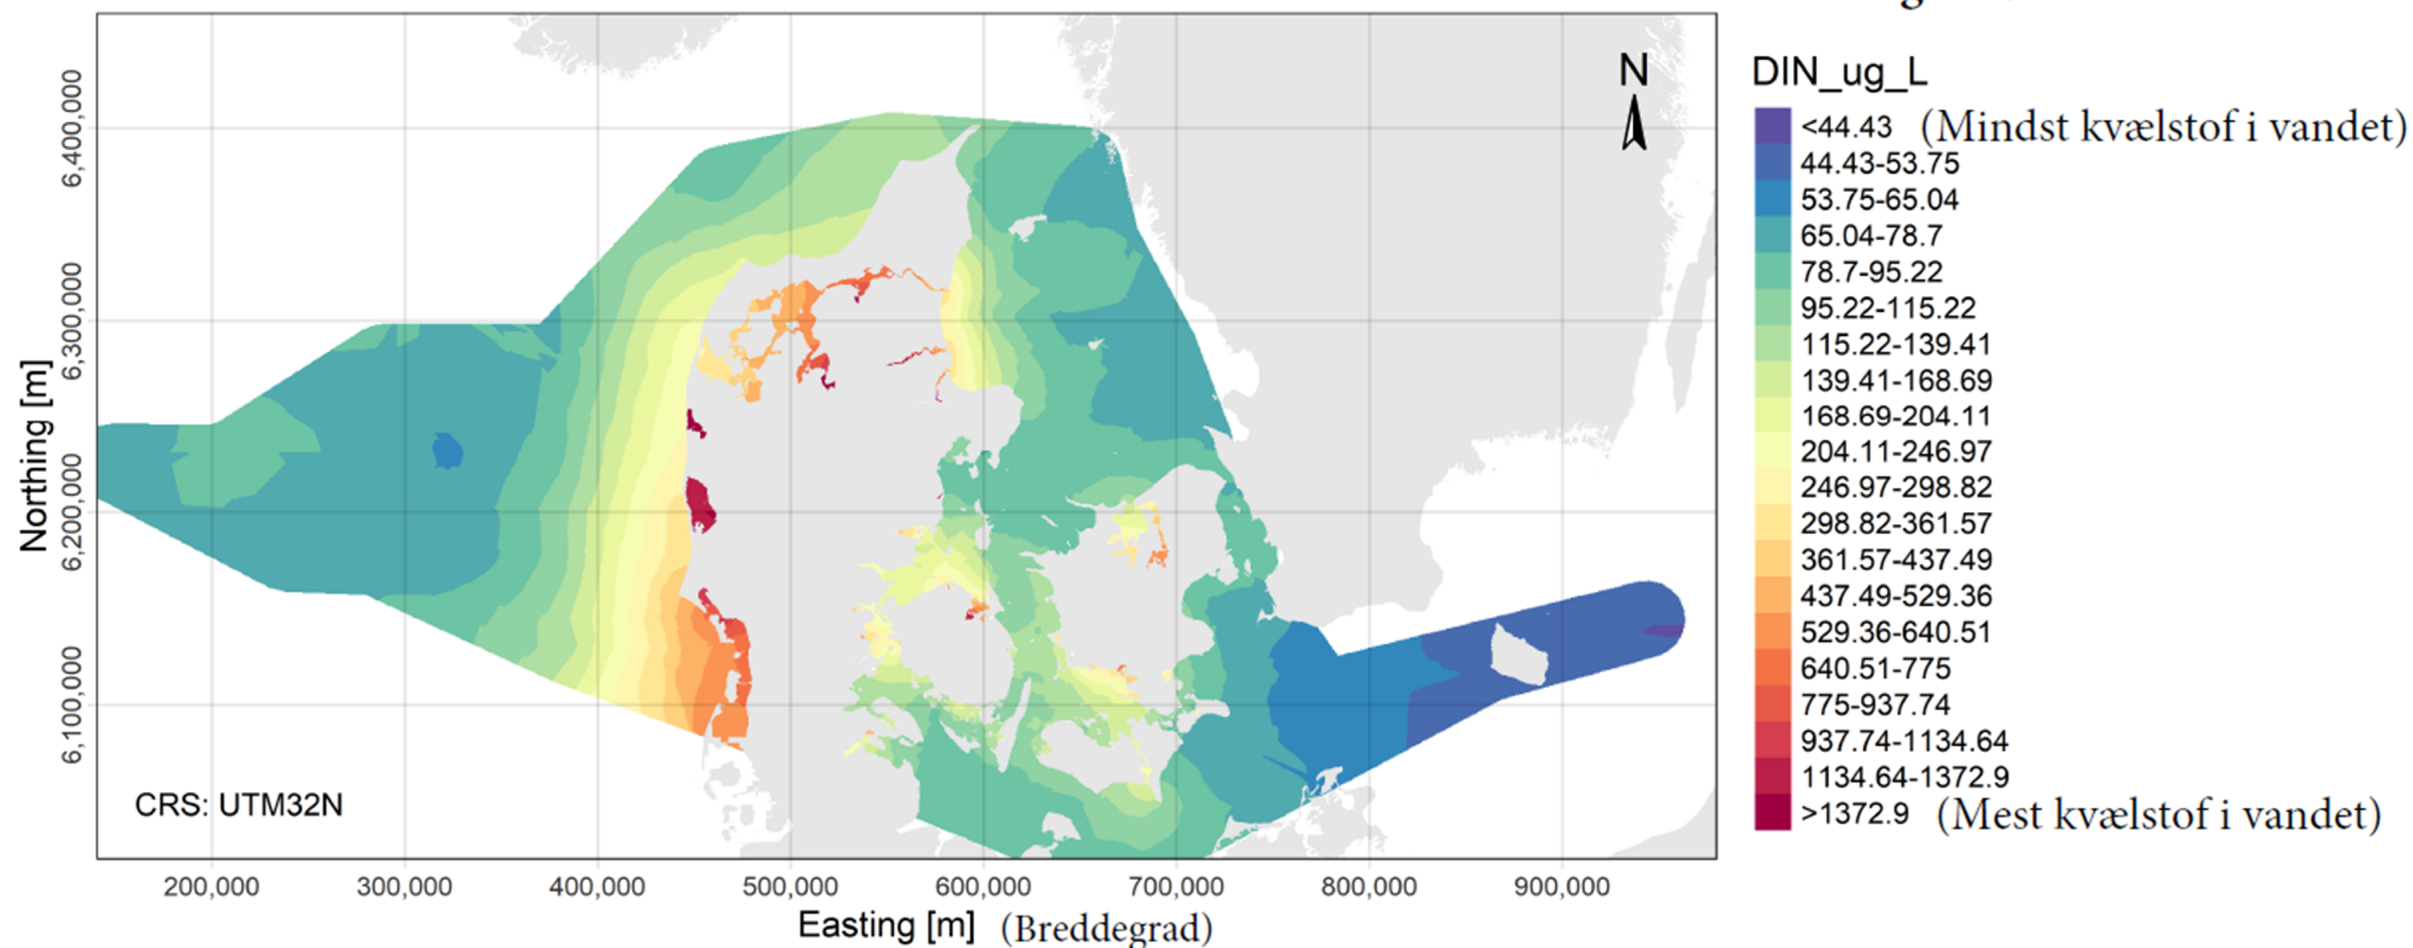 N
DIN_ug_L
<44.43 (Mindst kvælstof i vandet)
44.43-53.75
53.75-65.04
65.04-78.7
78.7-95.22
95.22-115.22
115.22-139.41
139.41-168.69
168.69-204.11
204.11-246.97
246.97-298.82
298.82-361.57
361.57-437.49
437.49-529.36
529.36-640.51
640.51-775
775-937.74
937.74-1134.64
1134.64-1372.9
>1372.9 (Mest kvælstof i vandet)
6,400,000
6,300,000
6,200,000
6,100,000
Northing [m]
CRS: UTM32N
200,000 300,000 400,000 500,000 600,000 700,000 800,000 900,000
Easting [m] (Breddegrad)